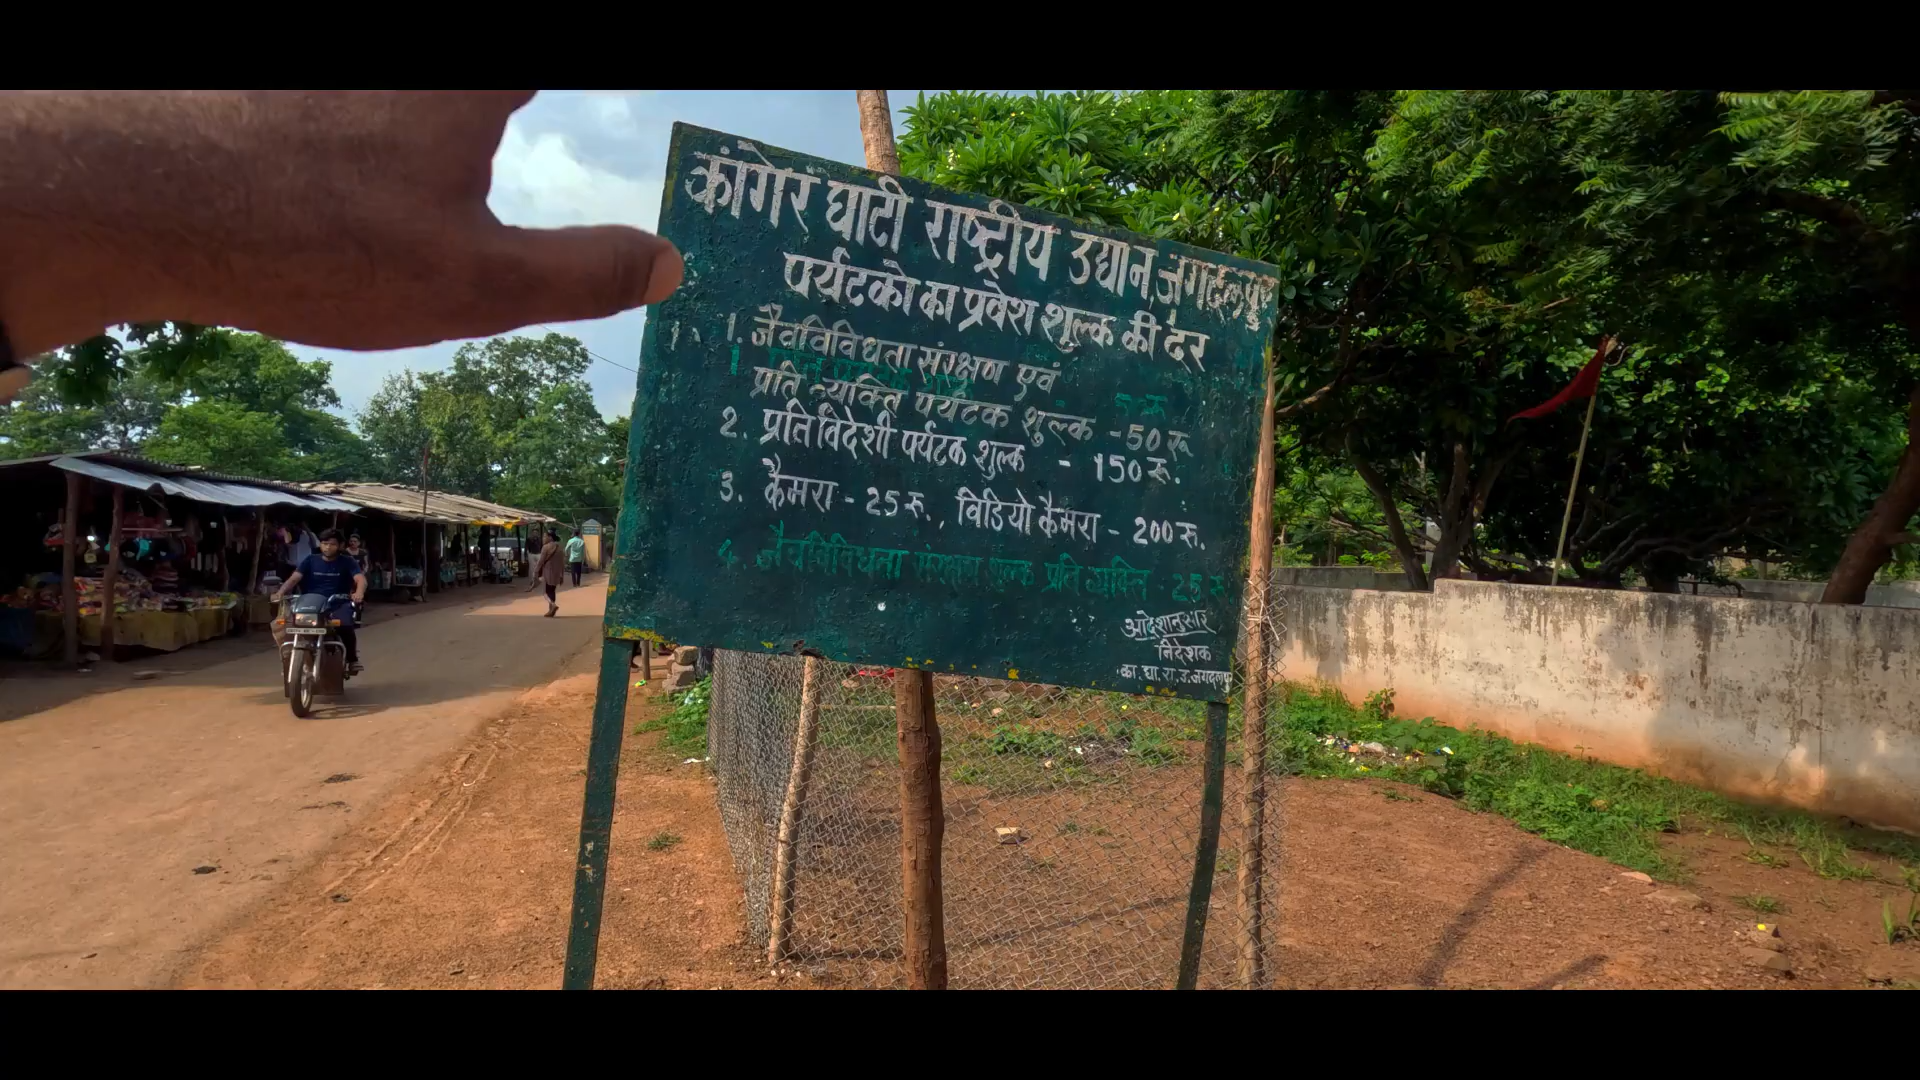 कांगेर घाटी राष्ट्रीय उद्यान, जगदलपुर
पर्यटकों का प्रवेश शुल्क की दर
1. जैवविविधता संरक्षण एवं
प्रति व्यक्ति पर्यटक शुल्क - 50 रू
2. प्रति विदेशी पर्यटक शुल्क - 150 रु.
3. कैमरा - 25 रु., विडियो कैमरा - 200 रु.
4. जैवविविधता संरक्षण शुल्क प्रति व्यक्ति - 25 रु
आदेशानुसार
निदेशक
का. घा. रा. उ. जगदलपुर